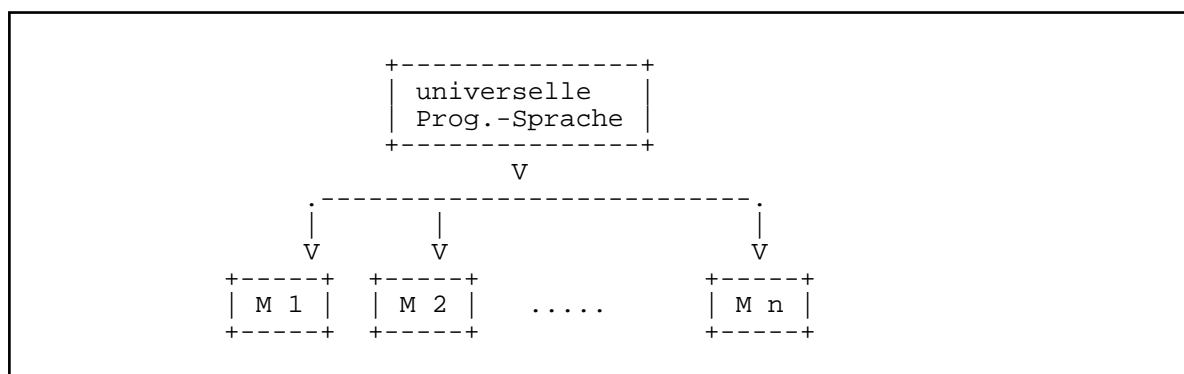 universelle
Prog.-Sprache
V
V V V
M 1 M 2 ..... M n